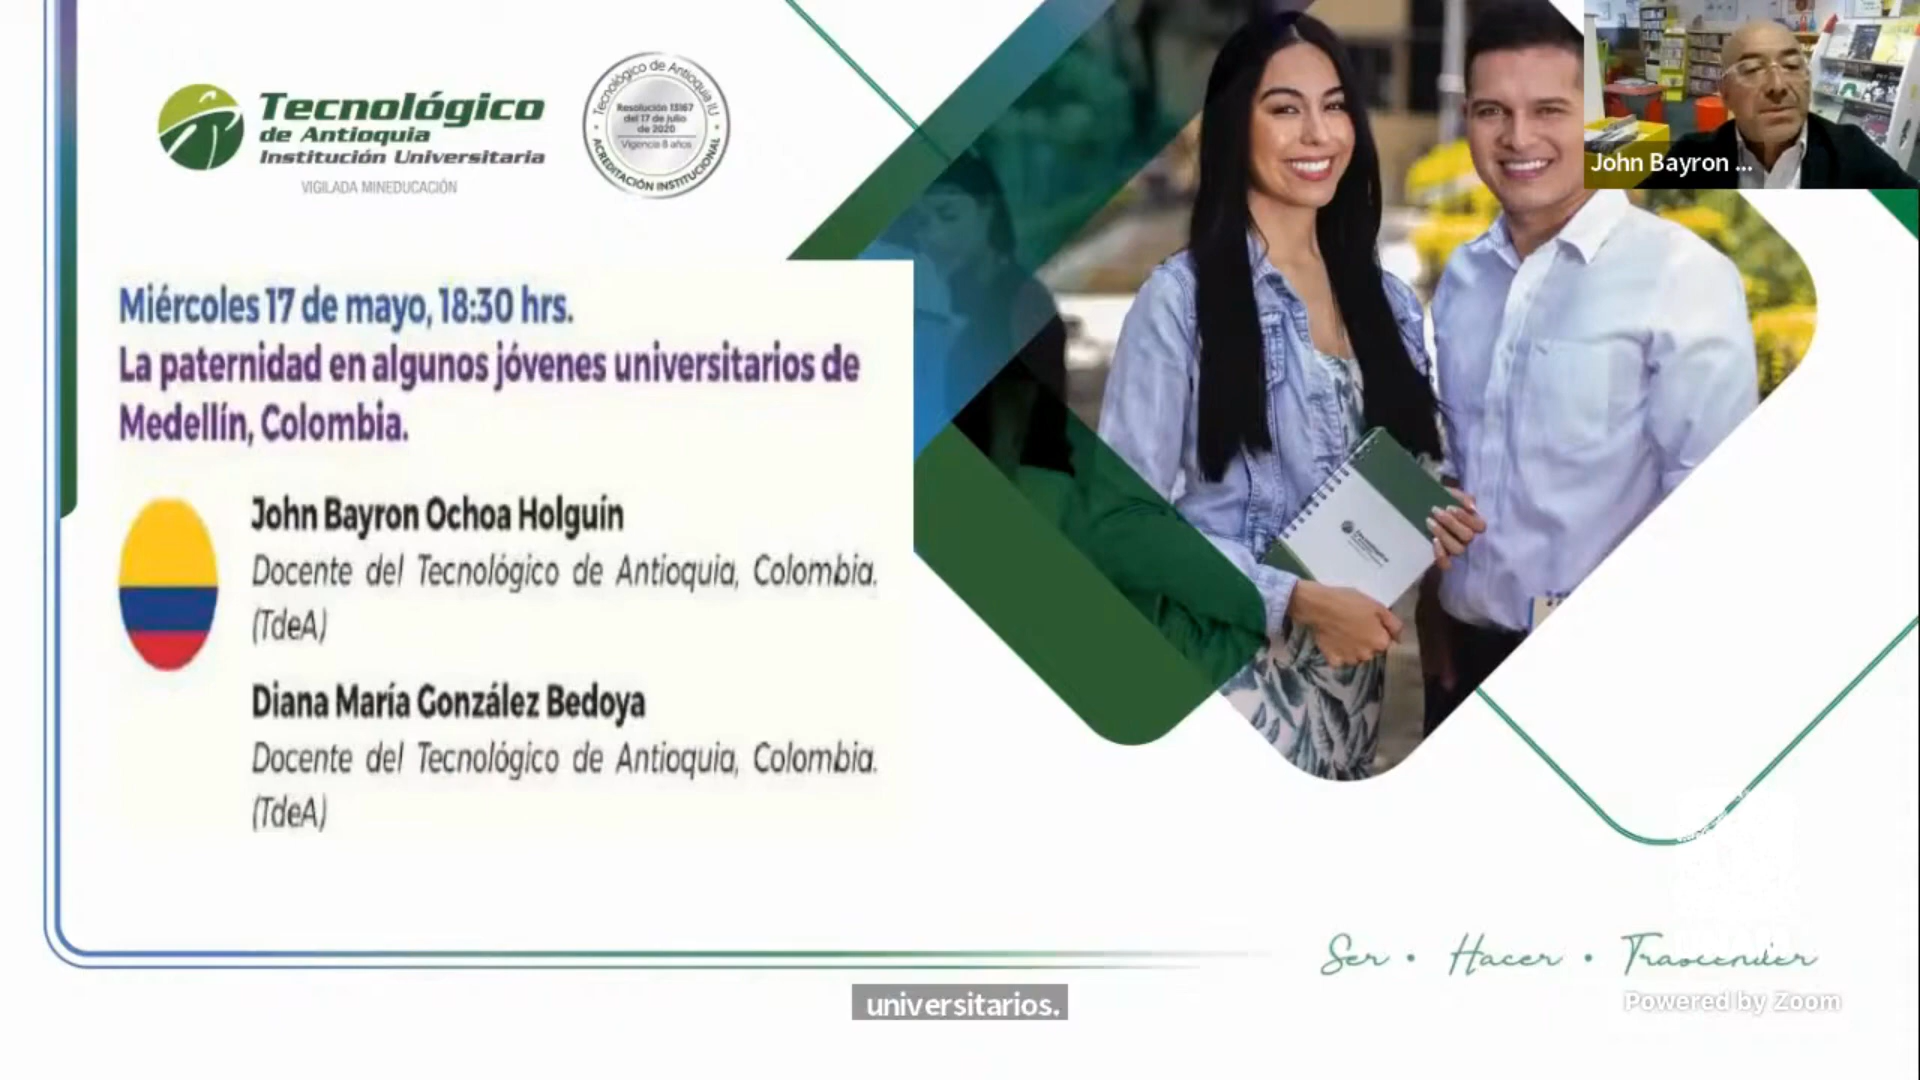 Tecnológico
de Antioquia
Institución Universitaria
VIGILADA MINEDUCACIÓN
Tecnológico de Antioquia IU
Resolución 13167
del 17 de julio
de 2020
Vigencia 8 años
ACREDITACIÓN INSTITUCIONAL
John Bayron ...
Miércoles 17 de mayo, 18:30 hrs.
La paternidad en algunos jóvenes universitarios de
Medellín, Colombia.
John Bayron Ochoa Holguín
Docente del Tecnológico de Antioquia, Colombia.
(TdeA)
Diana María González Bedoya
Docente del Tecnológico de Antioquia, Colombia.
(TdeA)
Tecnológico
Ser • Hacer • Trascender
universitarios.
Powered by Zoom